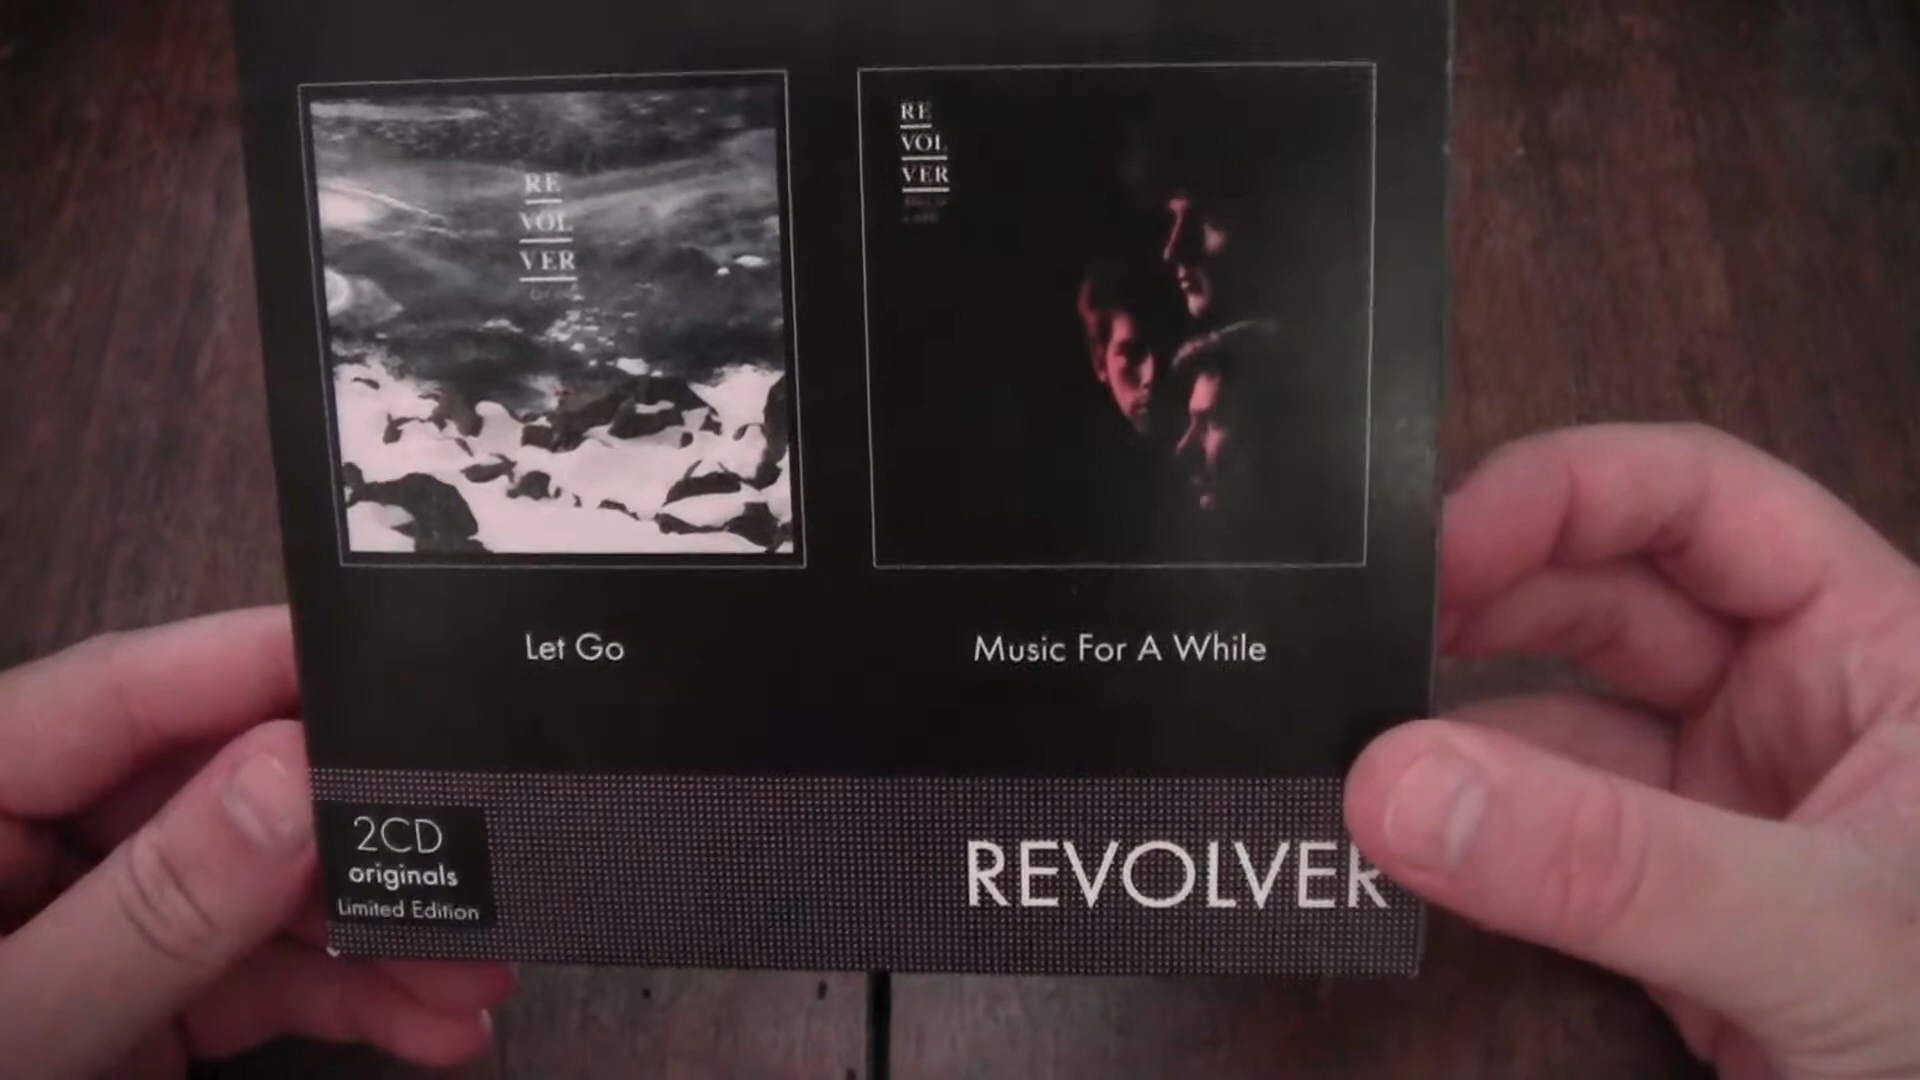 RE
VOL
VER
RE
VOL
VER
Let Go
Music For A While
2CD
originals
Limited Edition
REVOLVER